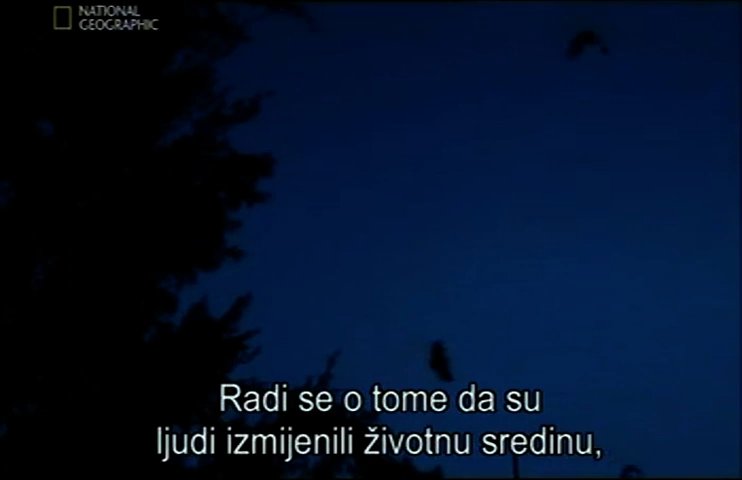 NATIONAL
GEOGRAPHIC
Radi se o tome da su
ljudi izmijenili životnu sredinu,